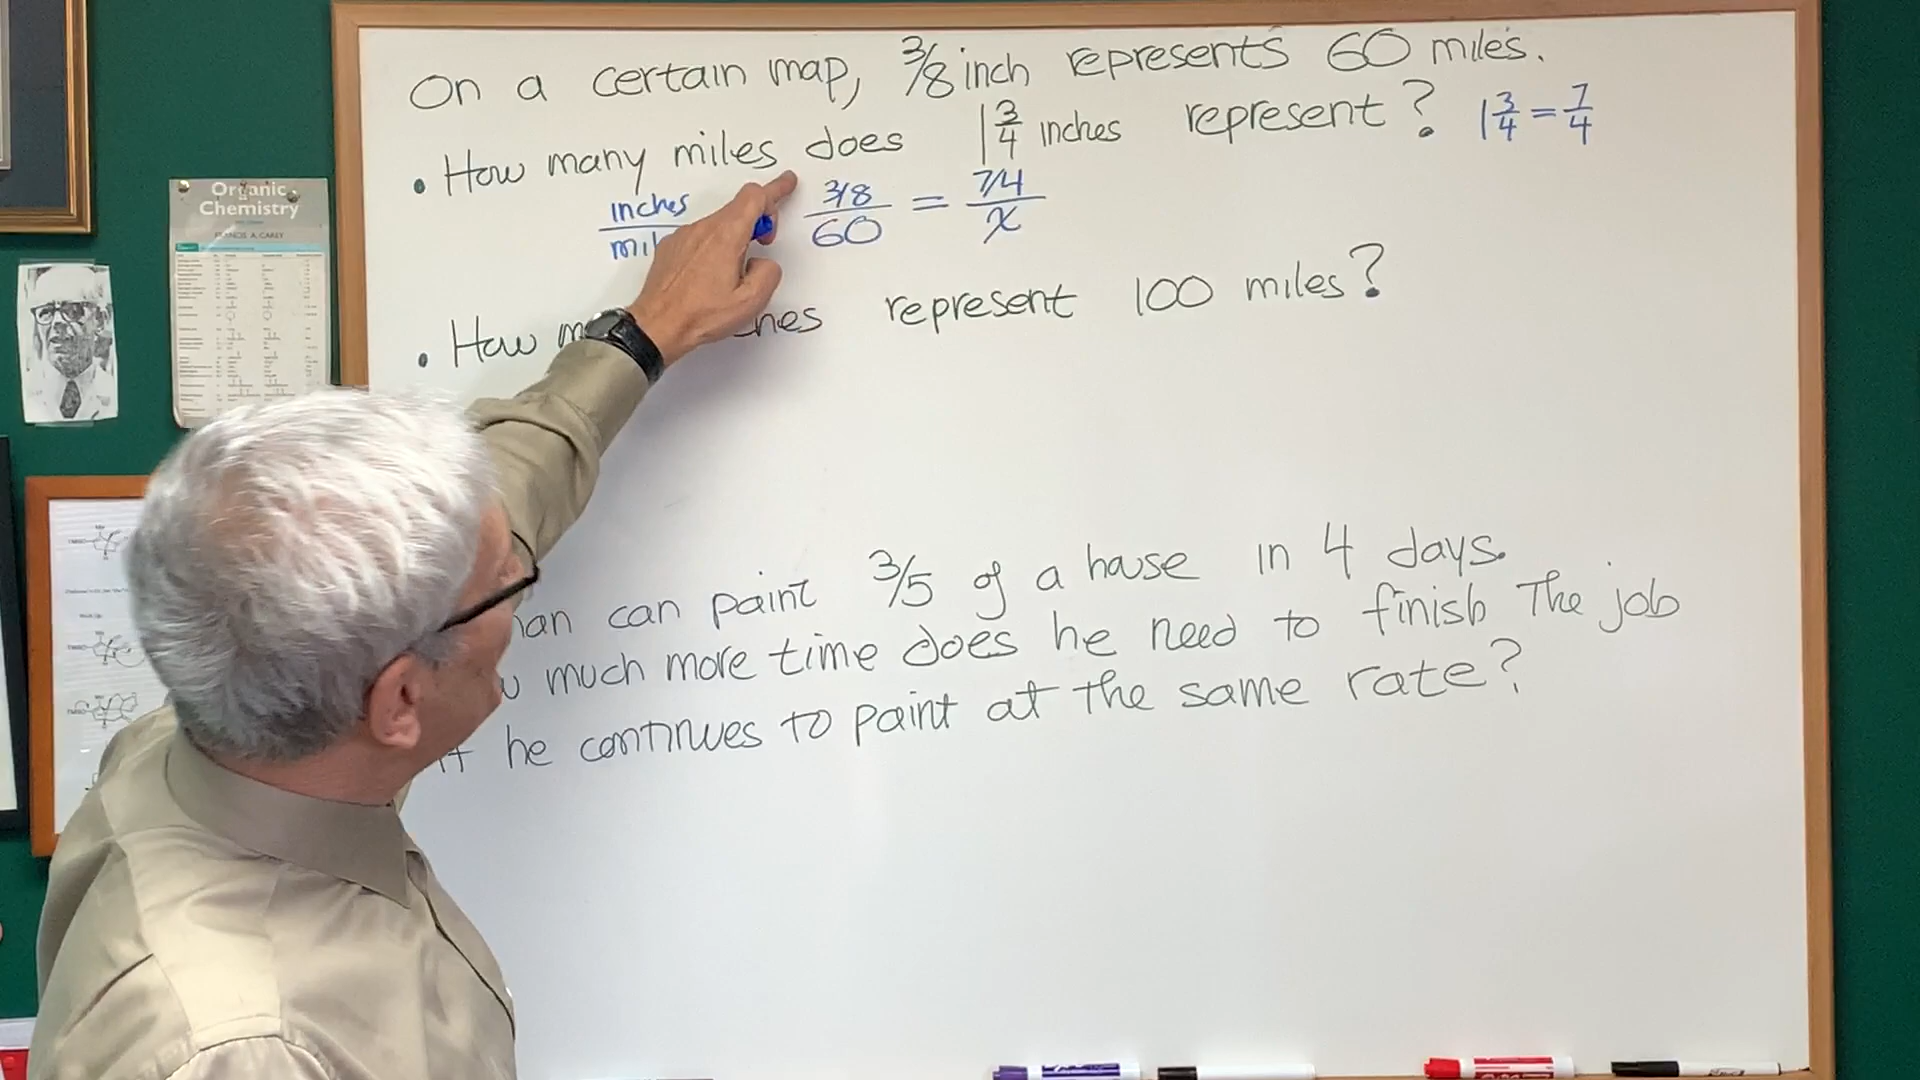 On a certain map, 3/8 inch represents 60 miles.
• How many miles does 1 3/4 inches represent? 1 3/4 = 7/4
inches 3/8 = 7/4
60 x
• How represent 100 miles?
can paint 3/5 of a house in 4 days.
much more time does he need to finish The job
he continues to paint at the same rate?
Organic
Chemistry
FRANCIS A. CAREY